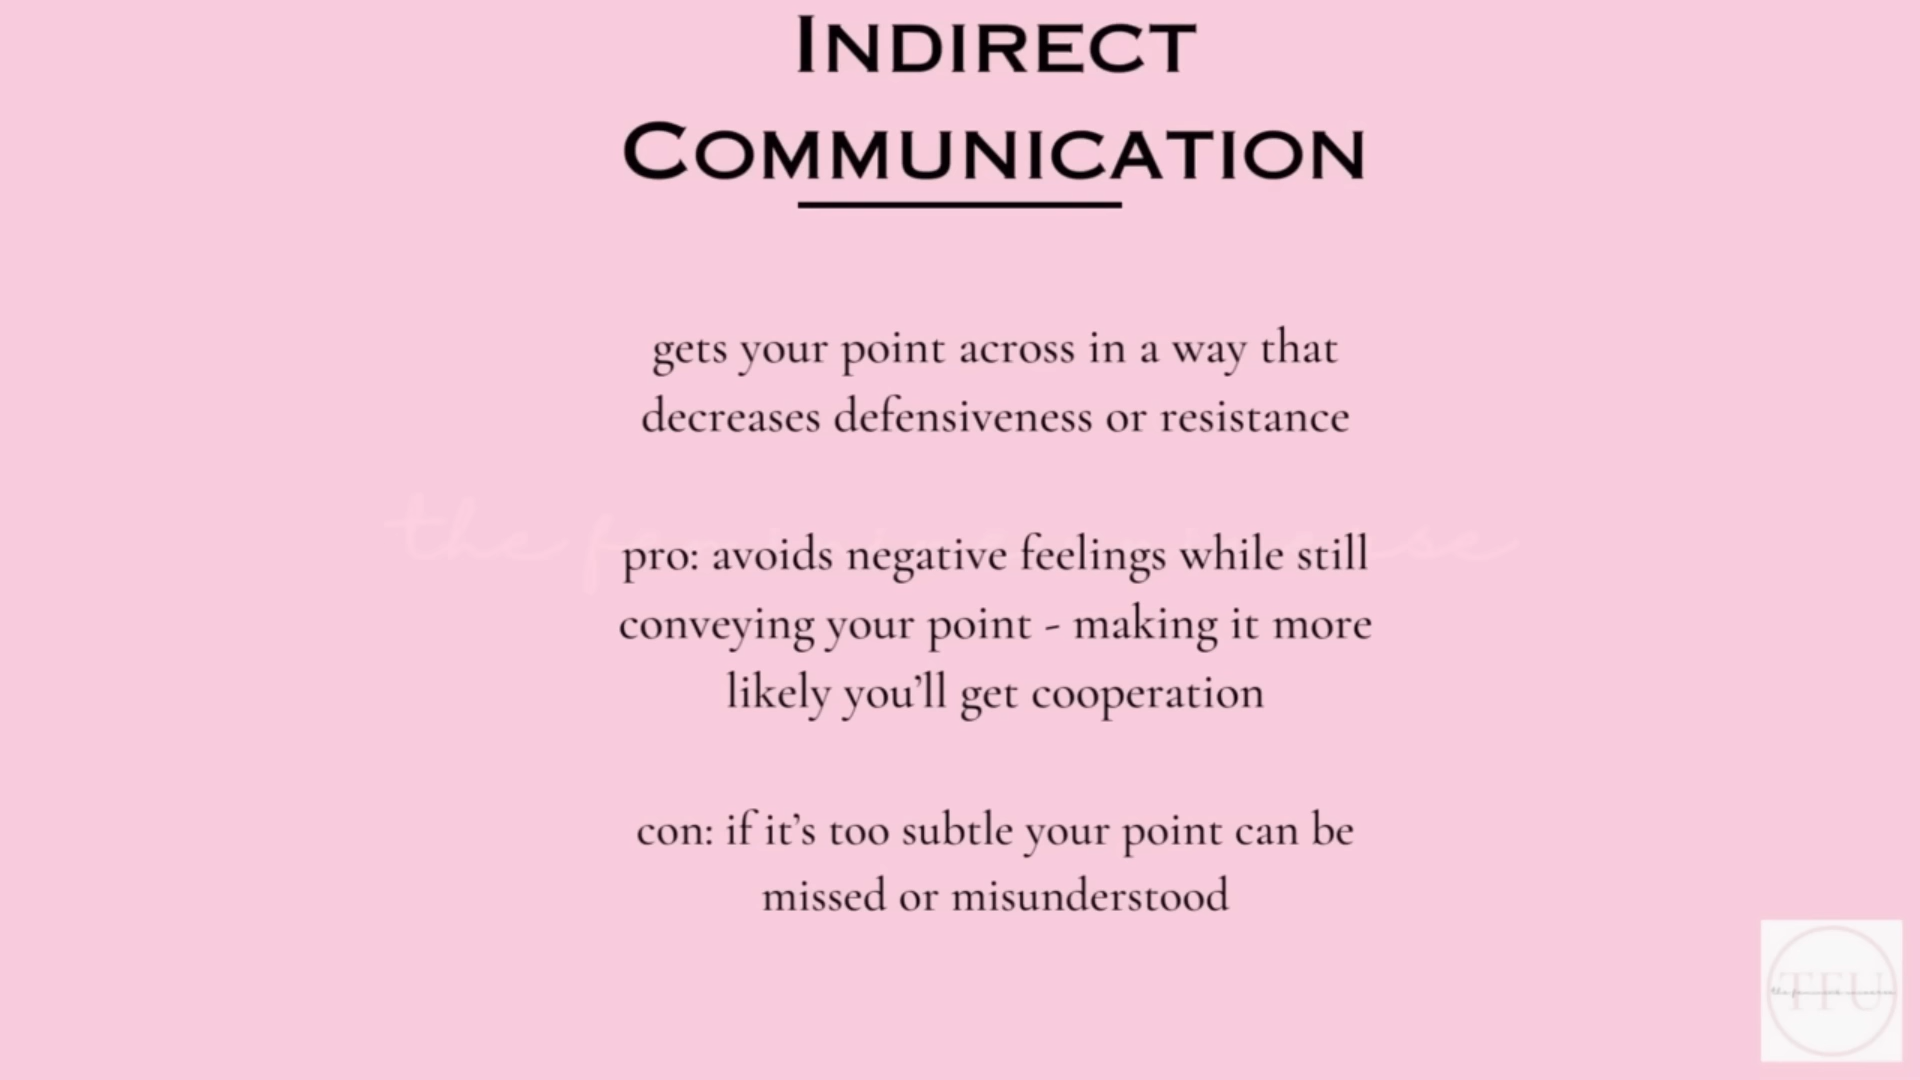 INDIRECT
COMMUNICATION
gets your point across in a way that
decreases defensiveness or resistance
pro: avoids negative feelings while still
conveying your point - making it more
likely you’ll get cooperation
con: if it’s too subtle your point can be
missed or misunderstood
TFU